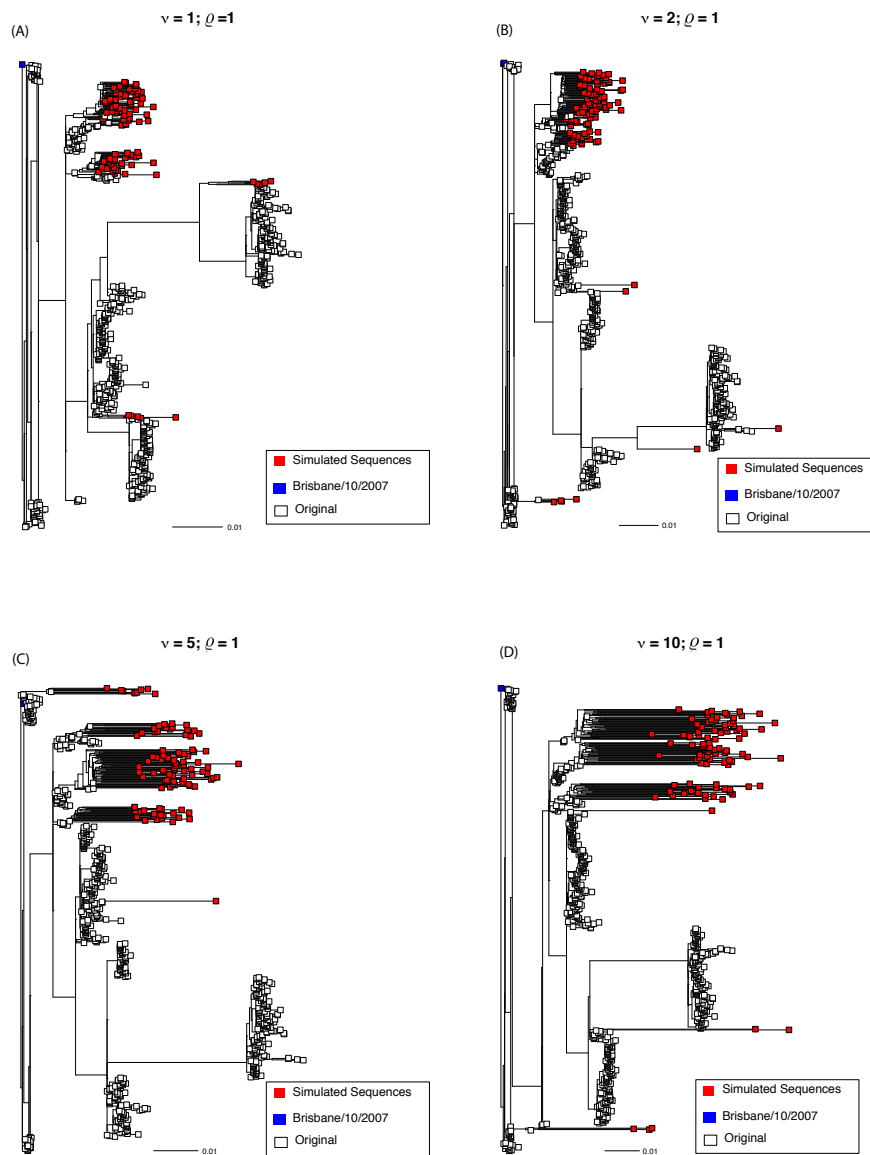 (A)
ν = 1; ϱ =1
Simulated Sequences
Brisbane/10/2007
Original
0.01
(B)
ν = 2; ϱ = 1
Simulated Sequences
Brisbane/10/2007
Original
0.01
(C)
ν = 5; ϱ = 1
Simulated Sequences
Brisbane/10/2007
Original
0.01
(D)
ν = 10; ϱ = 1
Simulated Sequences
Brisbane/10/2007
Original
0.01